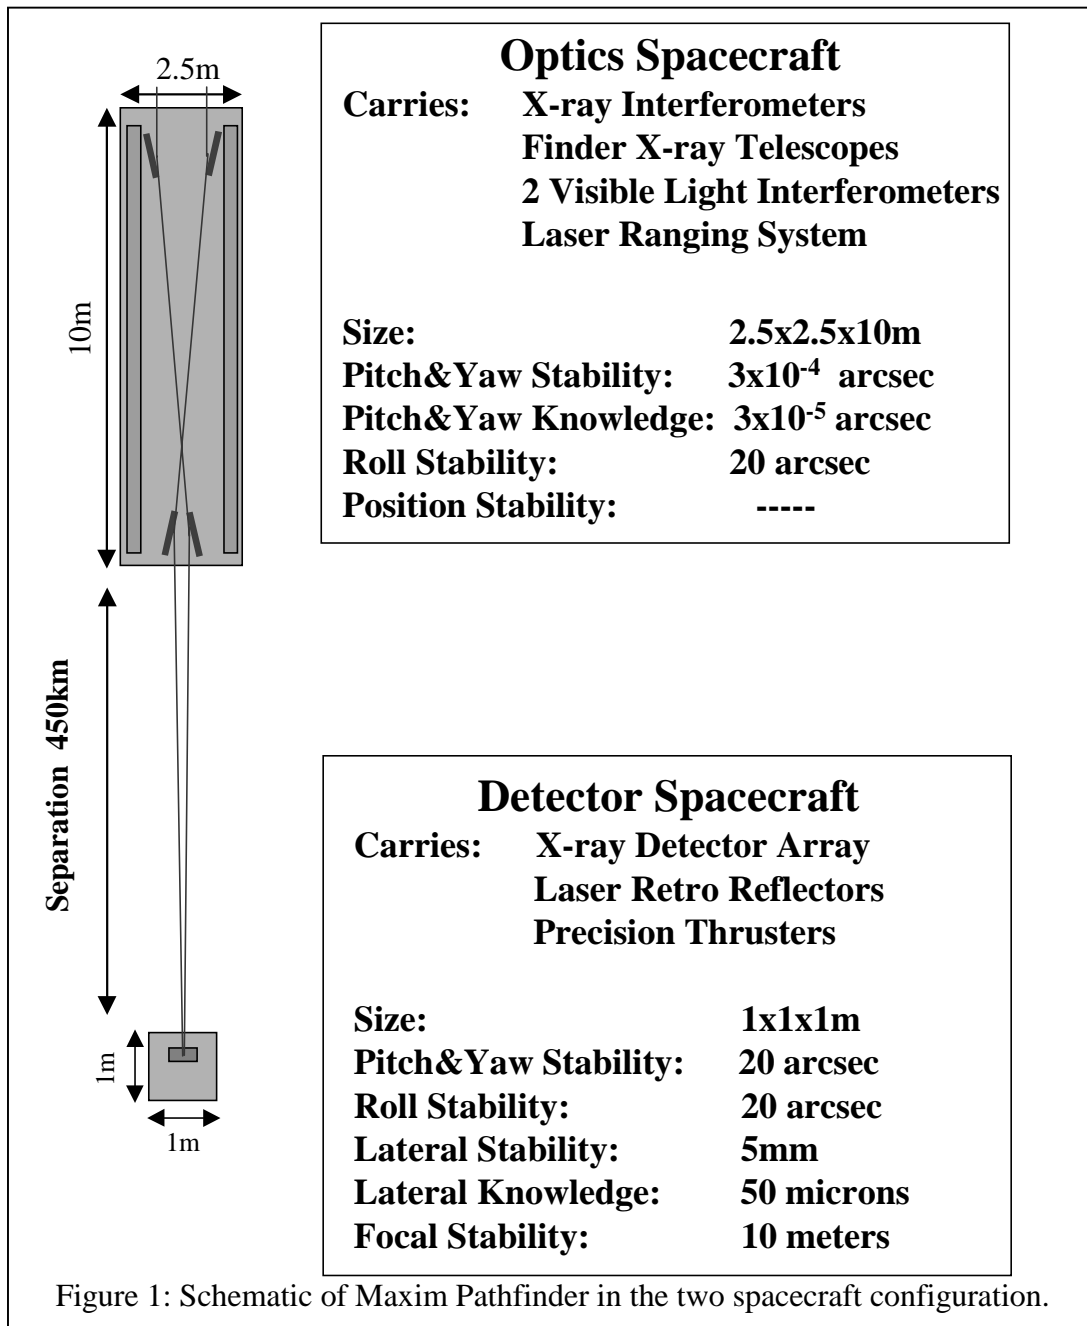 2.5m
10m
Separation 450km
1m
1m
Optics Spacecraft
Carries: X-ray Interferometers
Finder X-ray Telescopes
2 Visible Light Interferometers
Laser Ranging System
Size: 2.5x2.5x10m
Pitch&Yaw Stability: 3x10⁻⁴ arcsec
Pitch&Yaw Knowledge: 3x10⁻⁵ arcsec
Roll Stability: 20 arcsec
Position Stability: -----
Detector Spacecraft
Carries: X-ray Detector Array
Laser Retro Reflectors
Precision Thrusters
Size: 1x1x1m
Pitch&Yaw Stability: 20 arcsec
Roll Stability: 20 arcsec
Lateral Stability: 5mm
Lateral Knowledge: 50 microns
Focal Stability: 10 meters
Figure 1: Schematic of Maxim Pathfinder in the two spacecraft configuration.